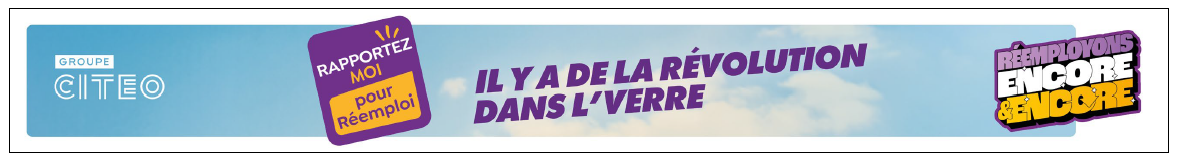 GROUPE
CITEO
RAPPORTEZ
MOI
pour
Réemploi
IL Y A DE LA RÉVOLUTION
DANS L'VERRE
RÉEMPLOYONS
ENCORE
&ENCORE